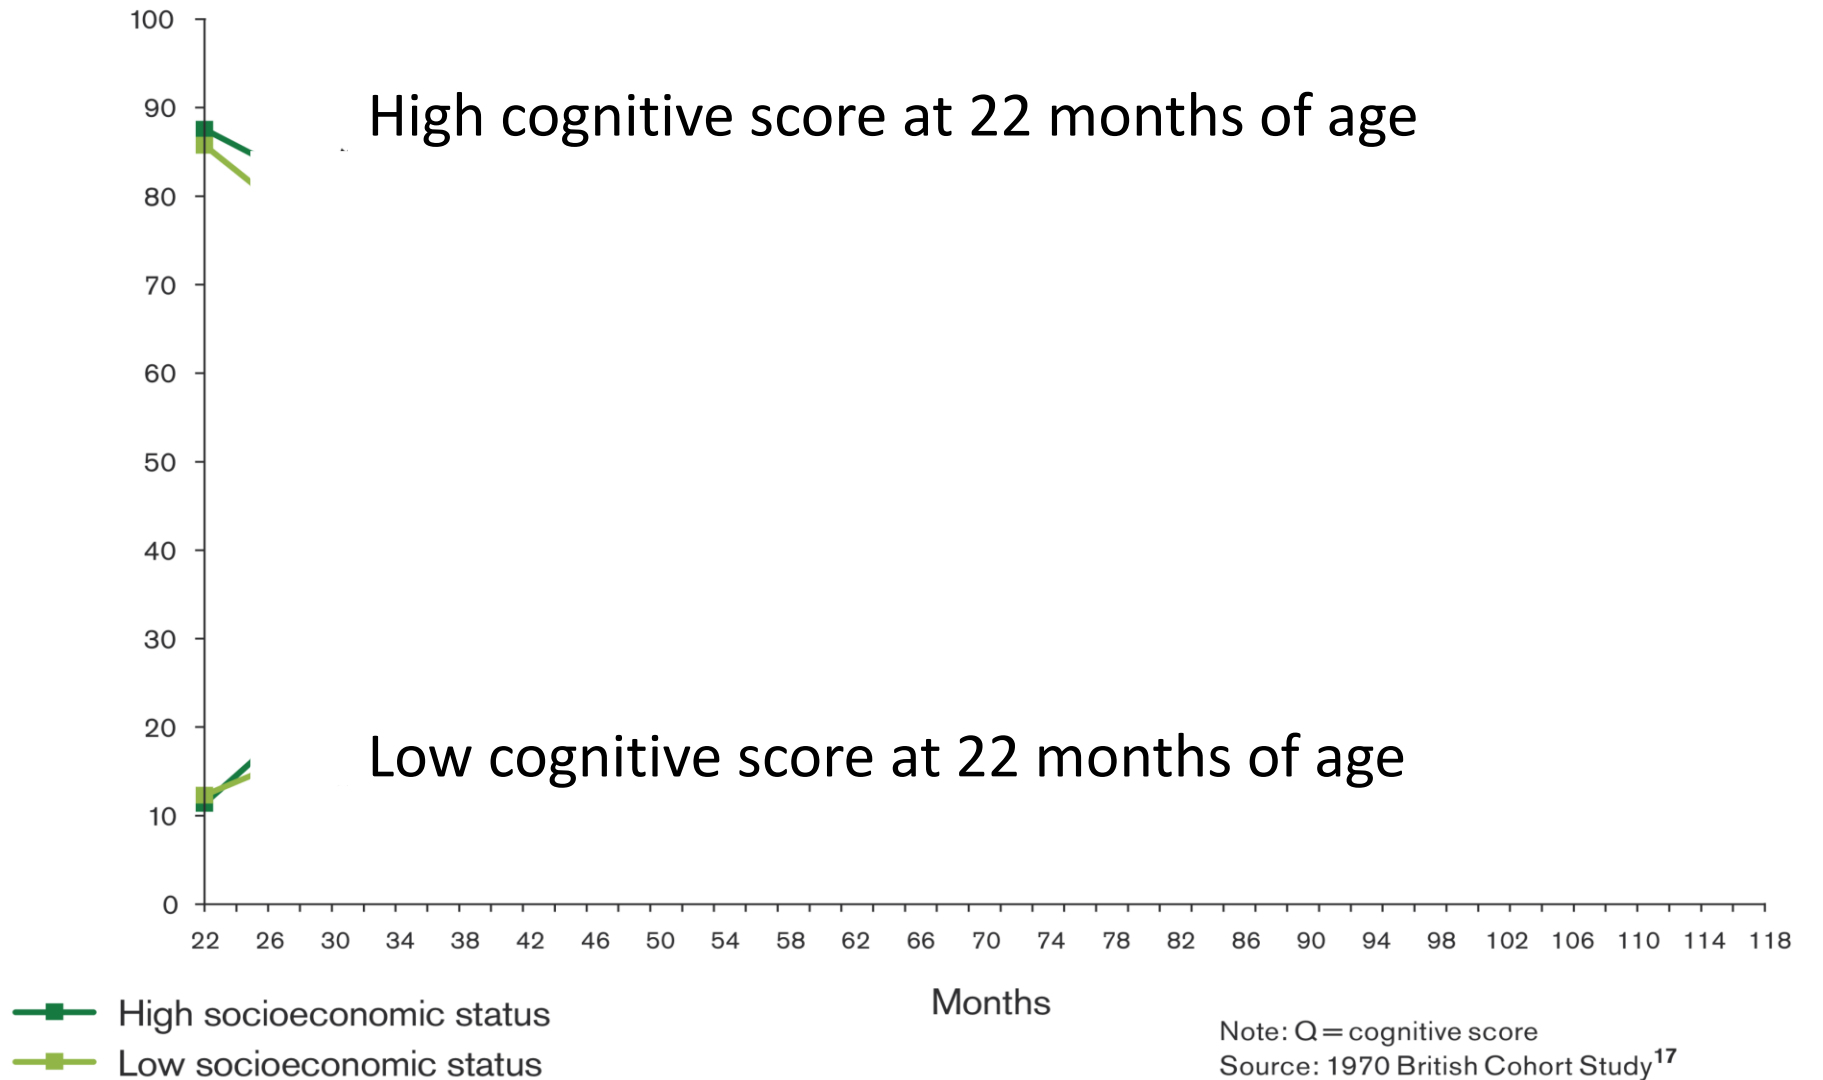 100
90
80
70
60
50
40
30
20
10
0
High cognitive score at 22 months of age
Low cognitive score at 22 months of age
22 26 30 34 38 42 46 50 54 58 62 66 70 74 78 82 86 90 94 98 102 106 110 114 118
Months
High socioeconomic status
Low socioeconomic status
Note: Q = cognitive score
Source: 1970 British Cohort Study17